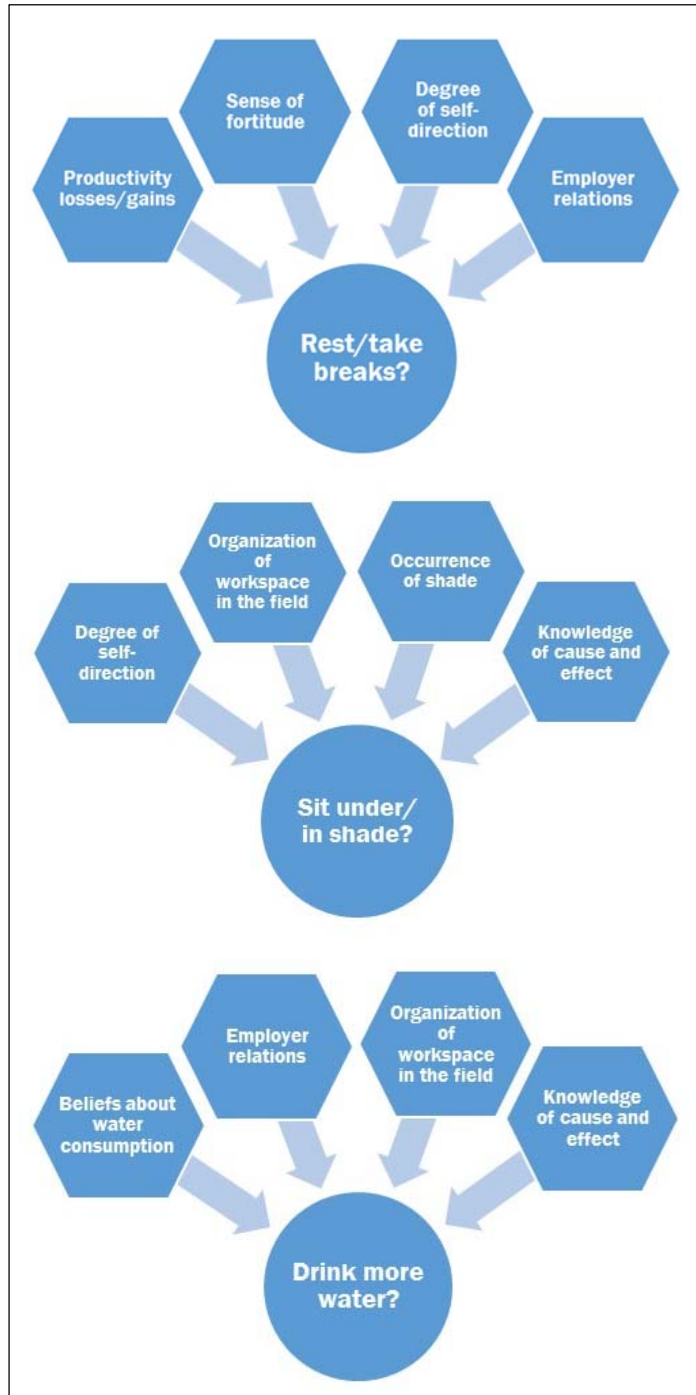 Sense of
fortitude
Degree
of self-
direction
Productivity
losses/gains
Employer
relations
Rest/take
breaks?
Organization
of
workspace
in the field
Occurrence
of shade
Degree of
self-
direction
Knowledge
of cause and
effect
Sit under/
in shade?
Employer
relations
Organization
of
workspace
in the field
Beliefs about
water
consumption
Knowledge
of cause and
effect
Drink more
water?